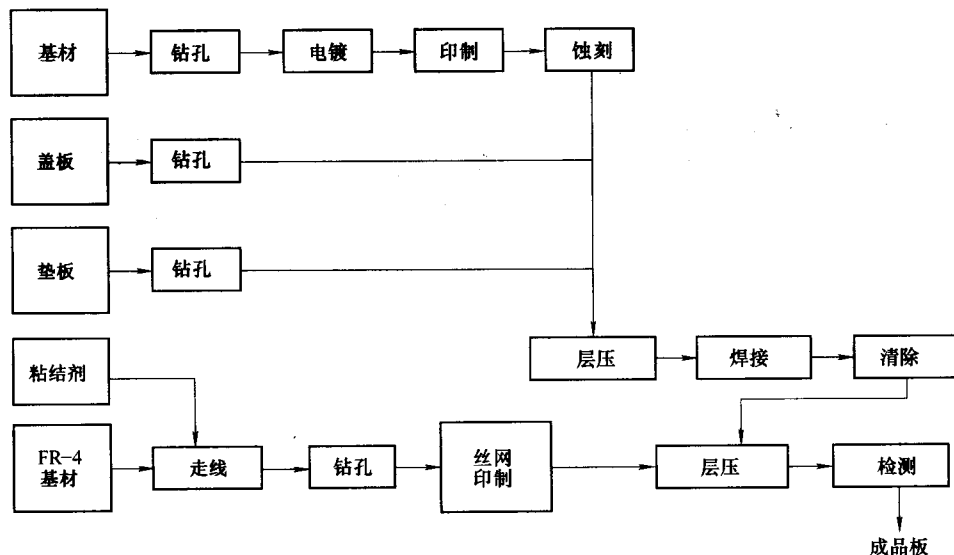 基材
钻孔
电镀
印制
蚀刻
盖板
钻孔
垫板
钻孔
层压
焊接
清除
粘结剂
FR-4
基材
走线
钻孔
丝网
印制
层压
检测
成品板